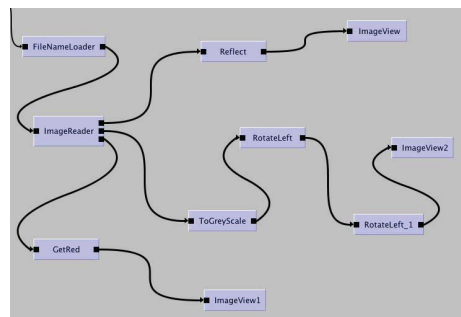 ImageView
FileNameLoader
Reflect
ImageReader
RotateLeft
ImageView2
ToGreyScale
RotateLeft_1
GetRed
ImageView1